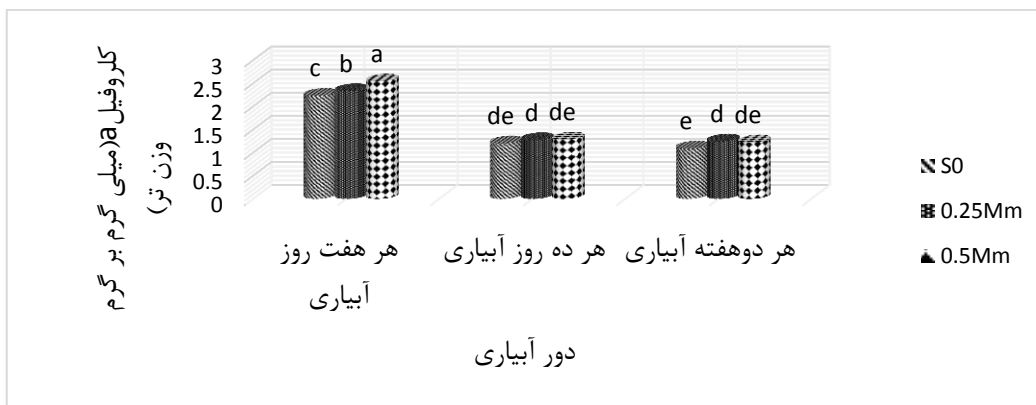 کلروفیل a(میلی گرم بر گرم
وزن تر)
3
2.5
2
1.5
1
0.5
0
c b a
de d de
e d de
هر هفت روز
آبیاری
هر ده روز آبیاری
هر دوهفته آبیاری
دور آبیاری
S0
0.25Mm
0.5Mm